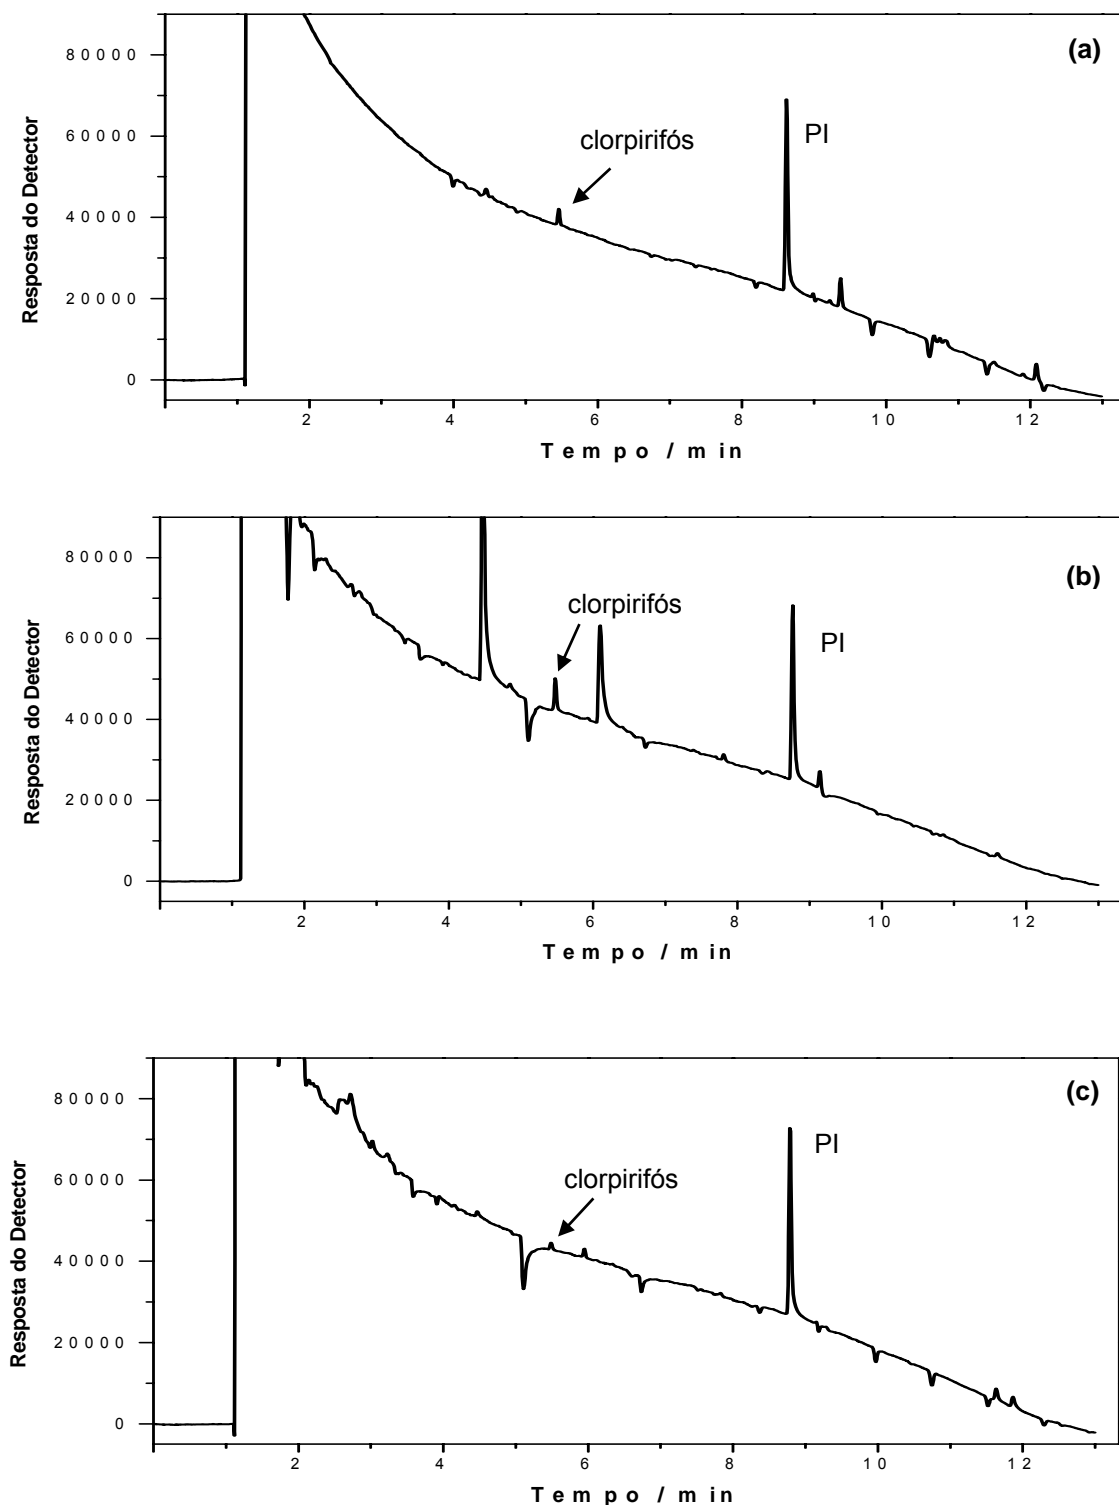 (a)
clorpirifós
PI
Resposta do Detector
80000
60000
40000
20000
0
2 4 6 8 10 12
Tempo / min
(b)
clorpirifós
PI
Resposta do Detector
80000
60000
40000
20000
0
2 4 6 8 10 12
Tempo / min
(c)
PI
clorpirifós
Resposta do Detector
80000
60000
40000
20000
0
2 4 6 8 10 12
Tempo / min